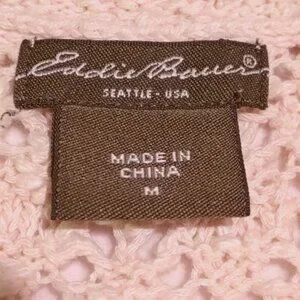 Eddie Bauer®
SEATTLE - USA
MADE IN
CHINA
M